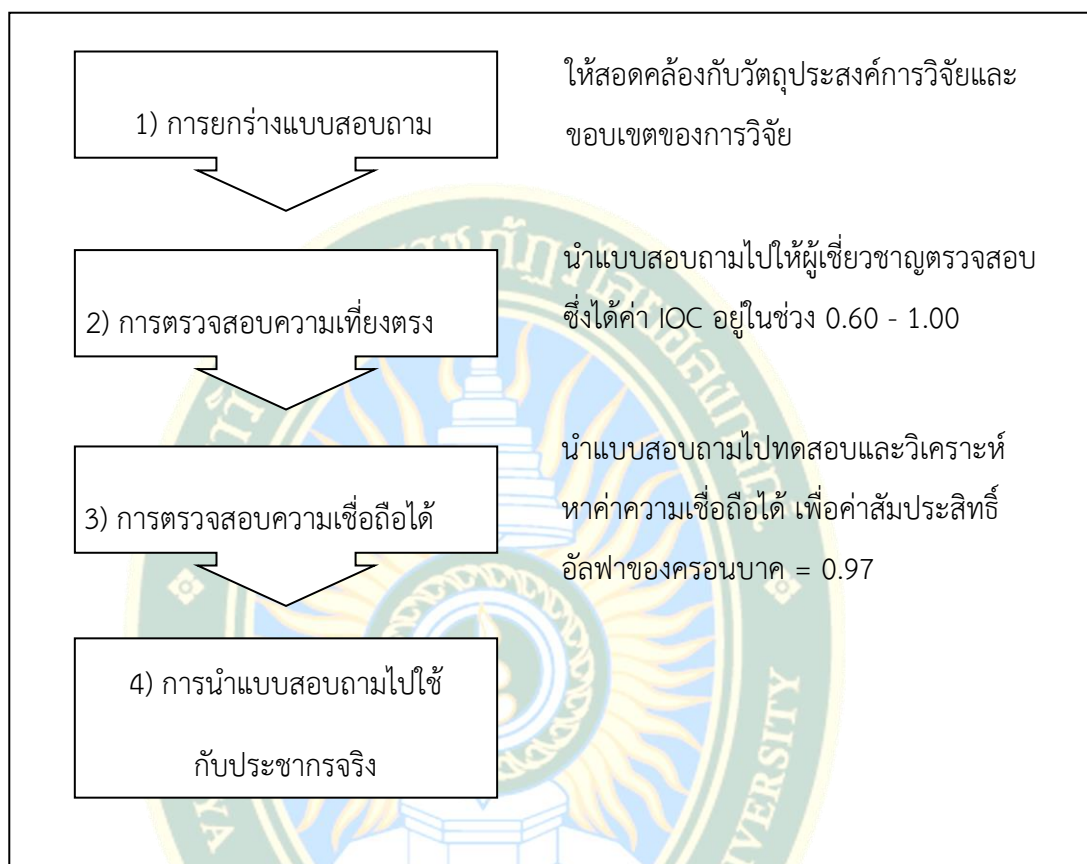 1) การยกร่างแบบสอบถาม
ให้สอดคล้องกับวัตถุประสงค์การวิจัยและ
ขอบเขตของการวิจัย
2) การตรวจสอบความเที่ยงตรง
นำแบบสอบถามไปให้ผู้เชี่ยวชาญตรวจสอบ
ซึ่งได้ค่า IOC อยู่ในช่วง 0.60 - 1.00
3) การตรวจสอบความเชื่อถือได้
นำแบบสอบถามไปทดสอบและวิเคราะห์
หาค่าความเชื่อถือได้ เพื่อค่าสัมประสิทธิ์
อัลฟาของครอนบาค = 0.97
4) การนำแบบสอบถามไปใช้
กับประชากรจริง